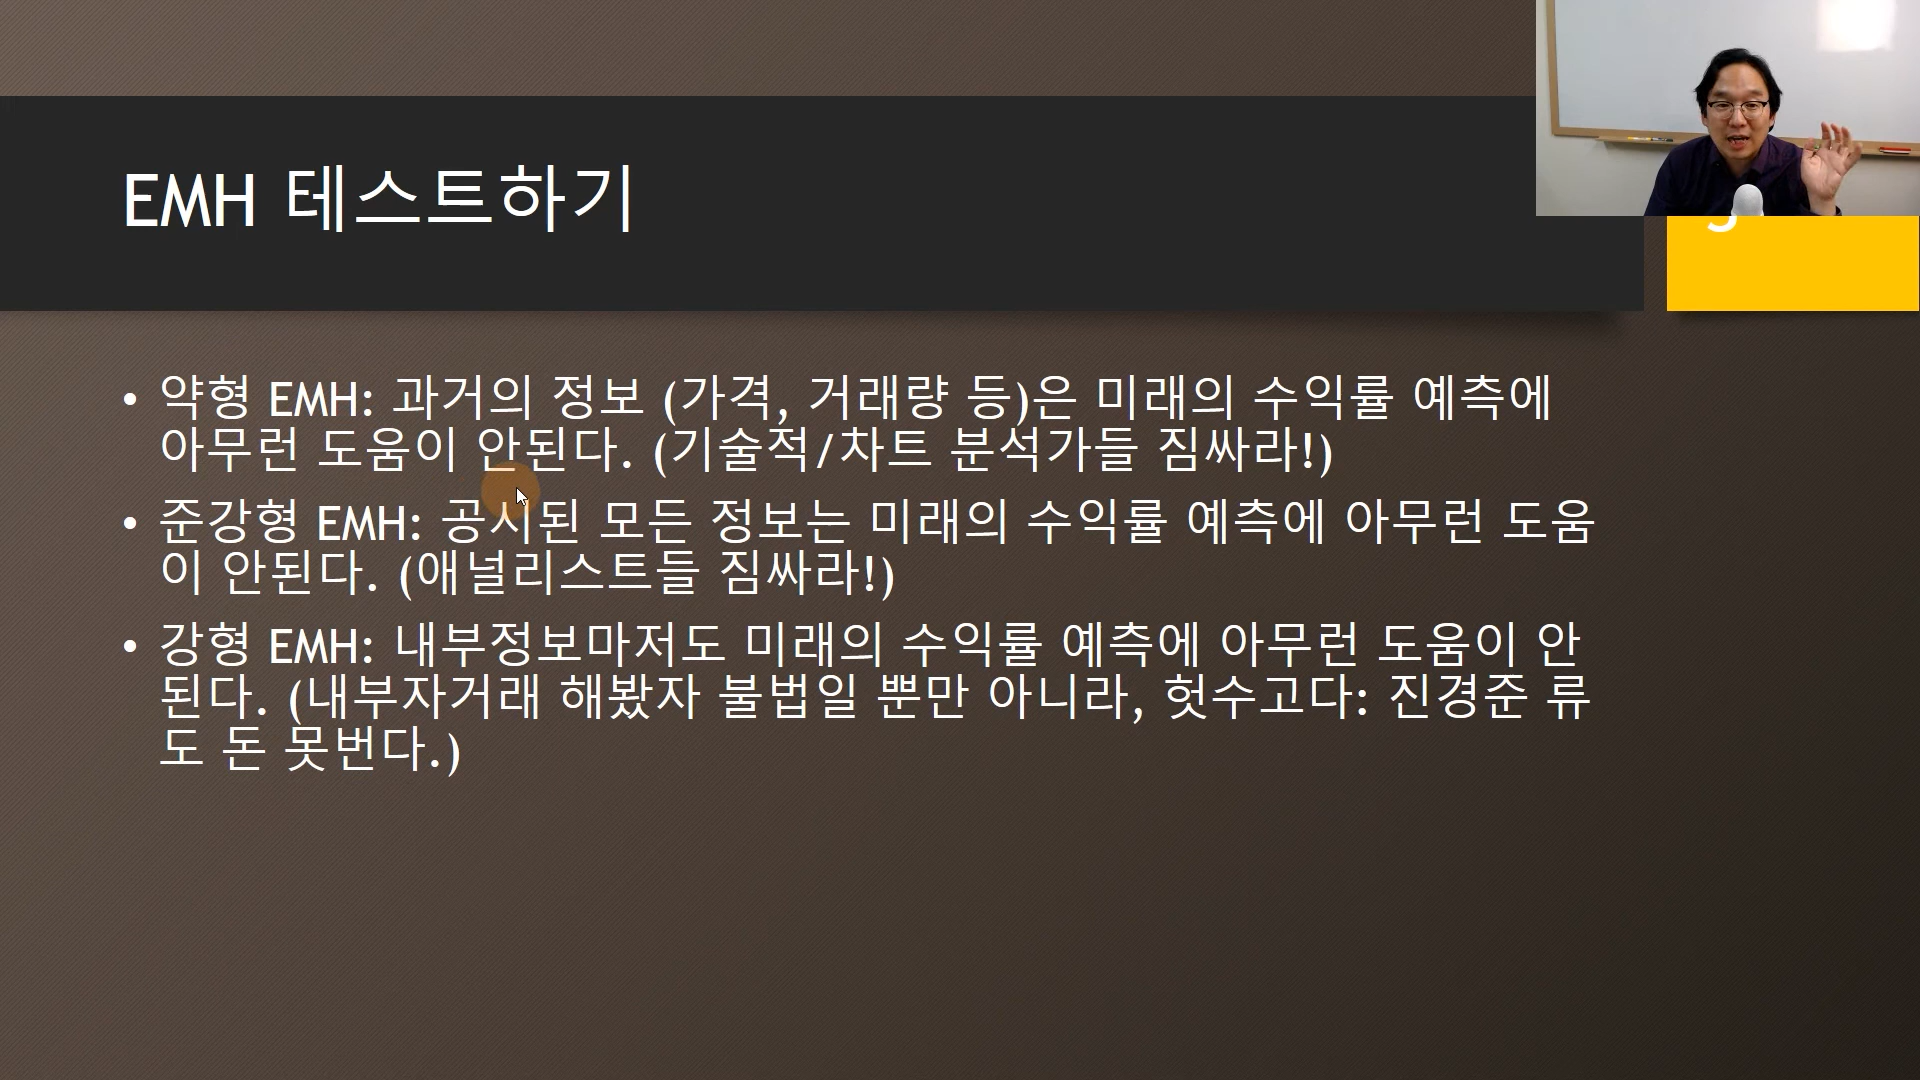 EMH 테스트하기
• 약형 EMH: 과거의 정보 (가격, 거래량 등)은 미래의 수익률 예측에
아무런 도움이 안된다. (기술적/차트 분석가들 짐싸라!)
• 준강형 EMH: 공시된 모든 정보는 미래의 수익률 예측에 아무런 도움
이 안된다. (애널리스트들 짐싸라!)
• 강형 EMH: 내부정보마저도 미래의 수익률 예측에 아무런 도움이 안
된다. (내부자거래 해봤자 불법일 뿐만 아니라, 헛수고다: 진경준 류
도 돈 못번다.)